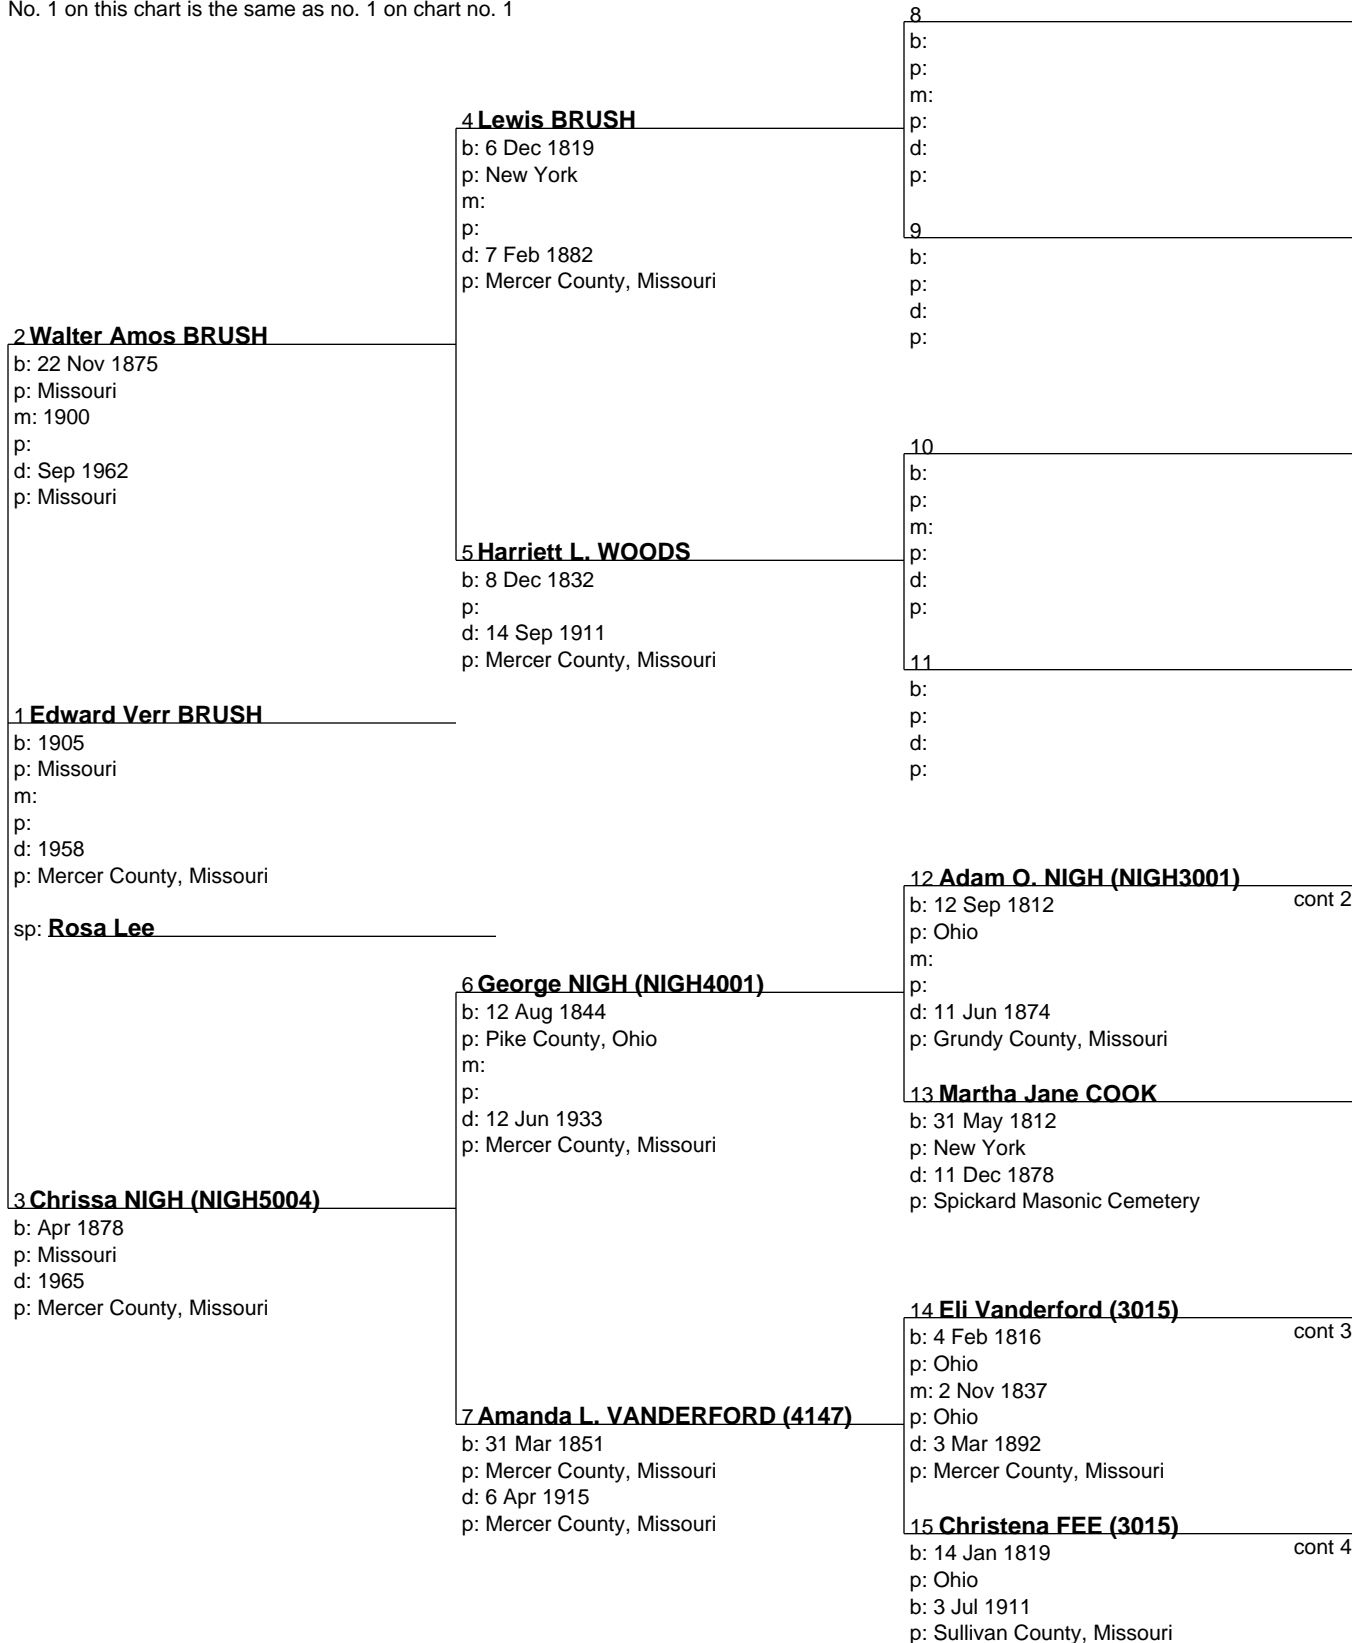 No. 1 on this chart is the same as no. 1 on chart no. 1
8
b:
p:
m:
p:
d:
p:
4 Lewis BRUSH
b: 6 Dec 1819
p: New York
m:
p:
d: 7 Feb 1882
p: Mercer County, Missouri
9
b:
p:
d:
p:
2 Walter Amos BRUSH
b: 22 Nov 1875
p: Missouri
m: 1900
p:
d: Sep 1962
p: Missouri
10
b:
p:
m:
p:
d:
p:
5 Harriett L. WOODS
b: 8 Dec 1832
p:
d: 14 Sep 1911
p: Mercer County, Missouri
11
b:
p:
d:
p:
1 Edward Verr BRUSH
b: 1905
p: Missouri
m:
p:
d: 1958
p: Mercer County, Missouri
sp: Rosa Lee
12 Adam O. NIGH (NIGH3001)
cont 2
b: 12 Sep 1812
p: Ohio
m:
p:
d: 11 Jun 1874
p: Grundy County, Missouri
6 George NIGH (NIGH4001)
b: 12 Aug 1844
p: Pike County, Ohio
m:
p:
d: 12 Jun 1933
p: Mercer County, Missouri
13 Martha Jane COOK
b: 31 May 1812
p: New York
d: 11 Dec 1878
p: Spickard Masonic Cemetery
3 Chrissa NIGH (NIGH5004)
b: Apr 1878
p: Missouri
d: 1965
p: Mercer County, Missouri
14 Eli Vanderford (3015)
cont 3
b: 4 Feb 1816
p: Ohio
m: 2 Nov 1837
p: Ohio
d: 3 Mar 1892
p: Mercer County, Missouri
7 Amanda L. VANDERFORD (4147)
b: 31 Mar 1851
p: Mercer County, Missouri
d: 6 Apr 1915
p: Mercer County, Missouri
15 Christena FEE (3015)
cont 4
b: 14 Jan 1819
p: Ohio
b: 3 Jul 1911
p: Sullivan County, Missouri